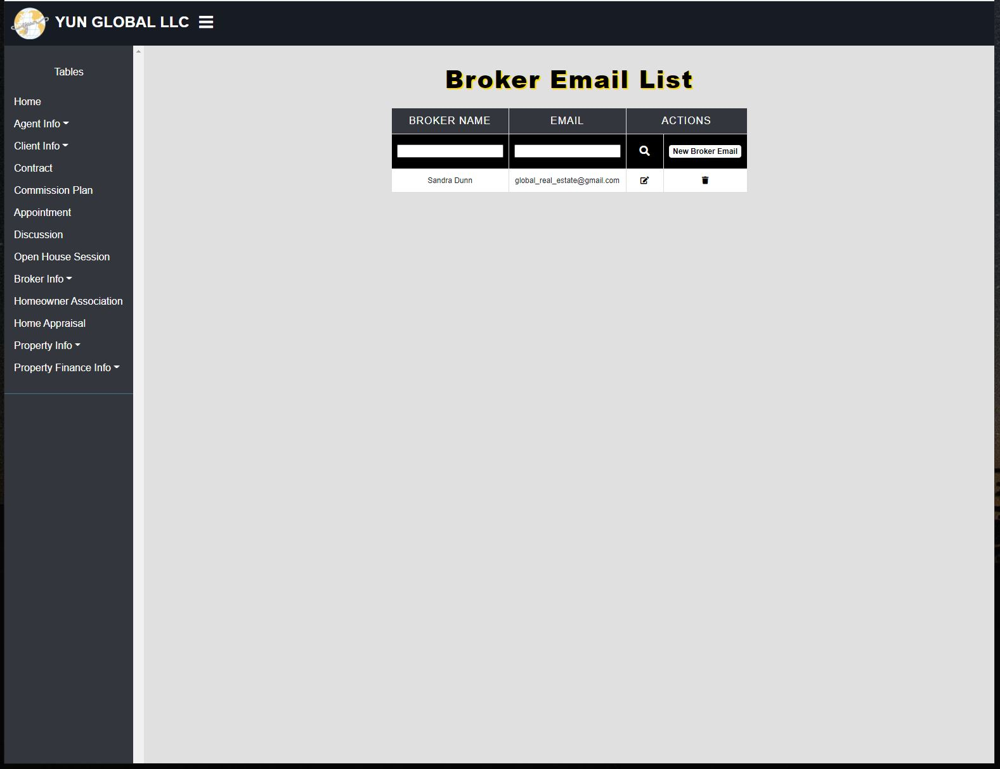 YUN GLOBAL LLC
Tables
Home
Agent Info
Client Info
Contract
Commission Plan
Appointment
Discussion
Open House Session
Broker Info
Homeowner Association
Home Appraisal
Property Info
Property Finance Info
Broker Email List
BROKER NAME EMAIL ACTIONS
New Broker Email
Sandra Dunn global_real_estate@gmail.com